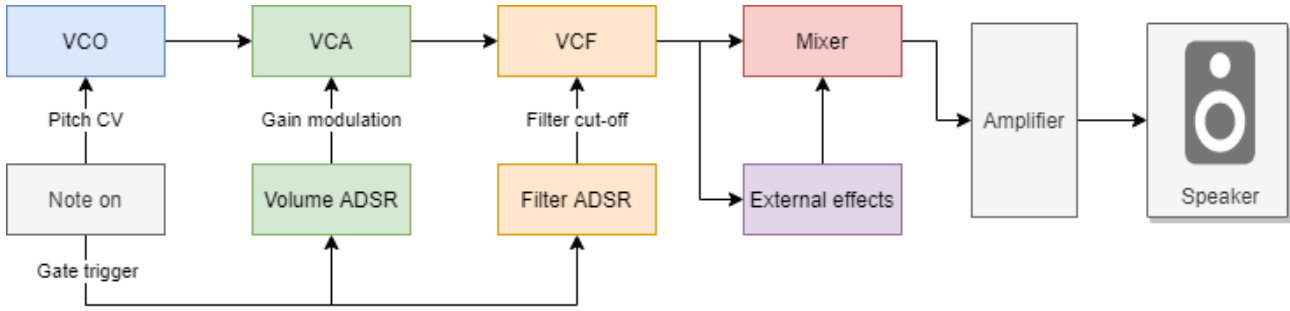 VCO
VCA
VCF
Mixer
Pitch CV
Gain modulation
Filter cut-off
Amplifier
Note on
Volume ADSR
Filter ADSR
External effects
Speaker
Gate trigger